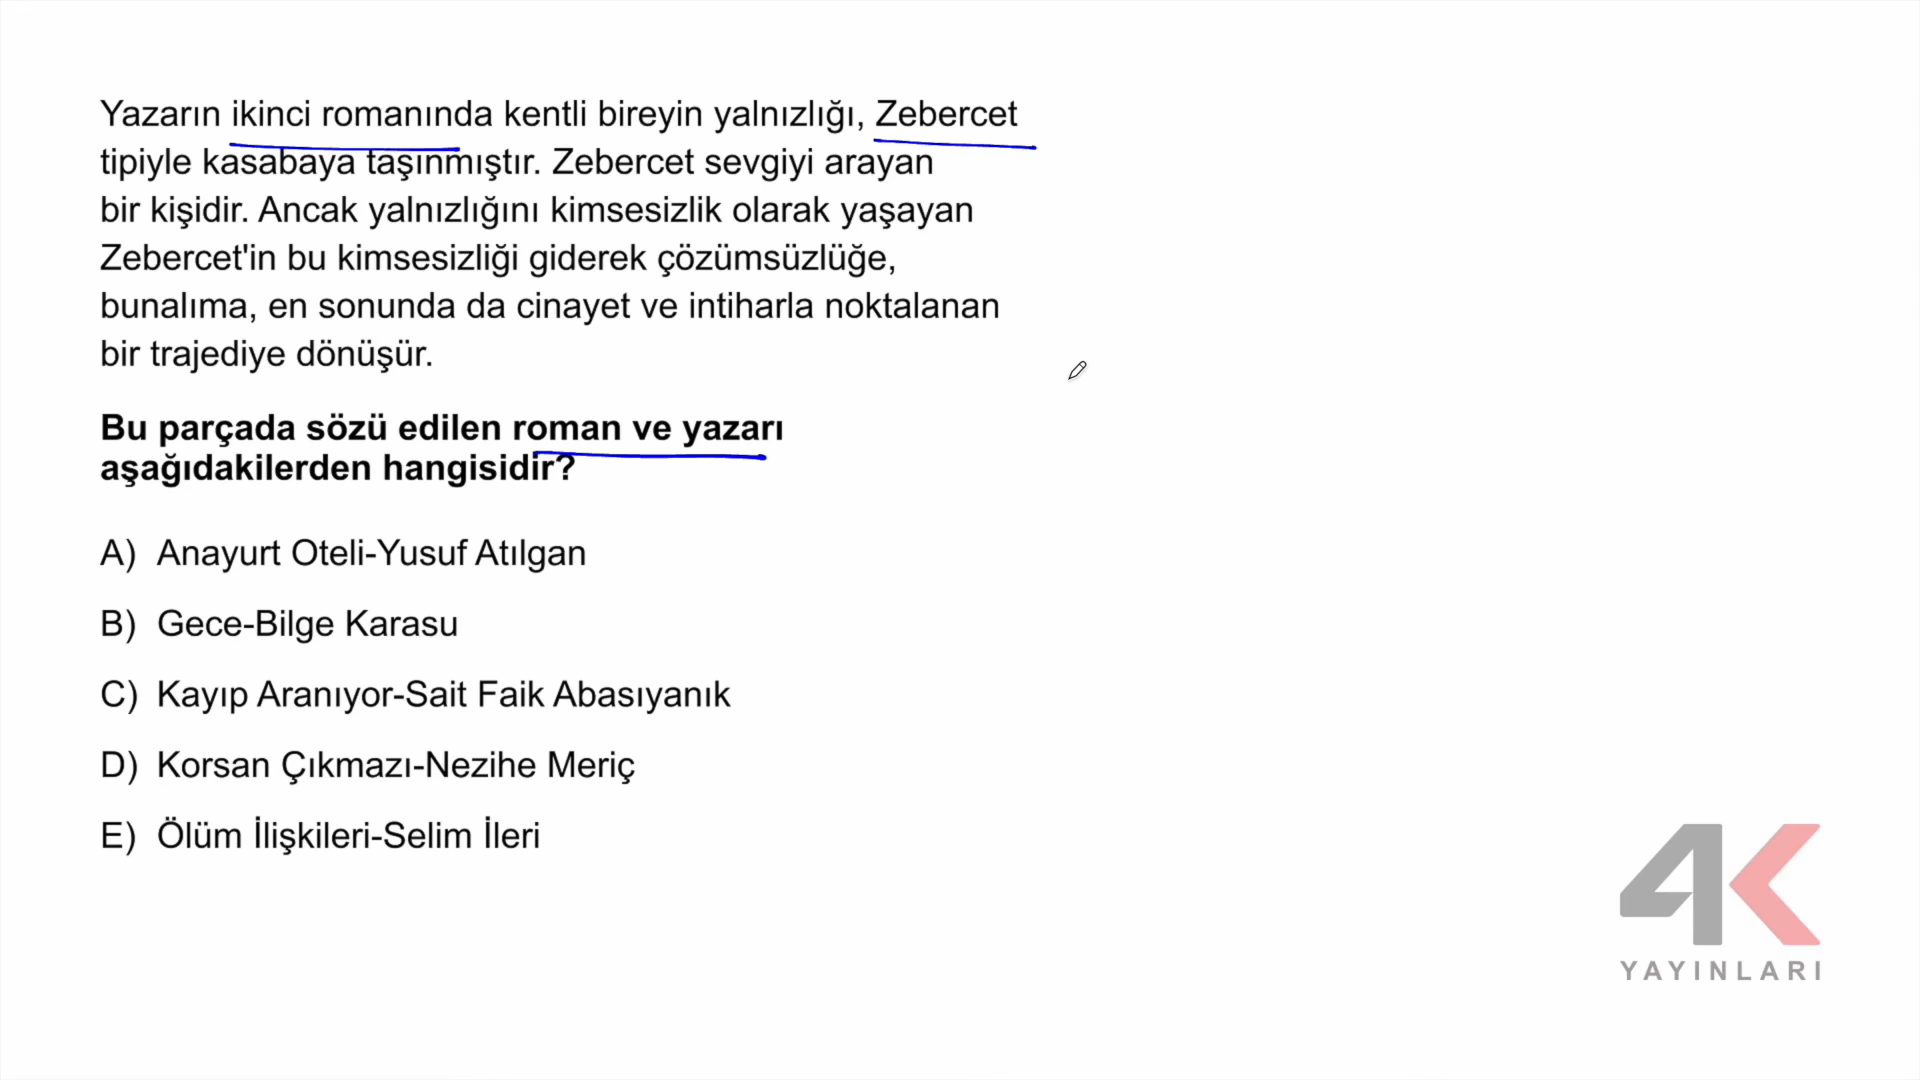 Yazarın ikinci romanında kentli bireyin yalnızlığı, Zebercet
tipiyle kasabaya taşınmıştır. Zebercet sevgiyi arayan
bir kişidir. Ancak yalnızlığını kimsesizlik olarak yaşayan
Zebercet'in bu kimsesizliği giderek çözümsüzlüğe,
bunalıma, en sonunda da cinayet ve intiharla noktalanan
bir trajediye dönüşür.
Bu parçada sözü edilen roman ve yazarı
aşağıdakilerden hangisidir?
A) Anayurt Oteli-Yusuf Atılgan
B) Gece-Bilge Karasu
C) Kayıp Aranıyor-Sait Faik Abasıyanık
D) Korsan Çıkmazı-Nezihe Meriç
E) Ölüm İlişkileri-Selim İleri
4K
YAYINLARI